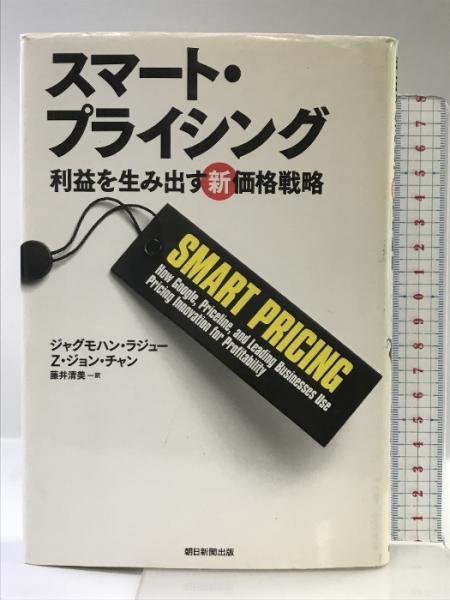 スマート・
プライシング
利益を生み出す新価格戦略
SMART PRICING
How Google, Priceline, and Leading Businesses Use
Pricing Innovation for Profitability
ジャグモハン・ラジュー
Z・ジョン・チャン
藤井清美―訳
朝日新聞出版